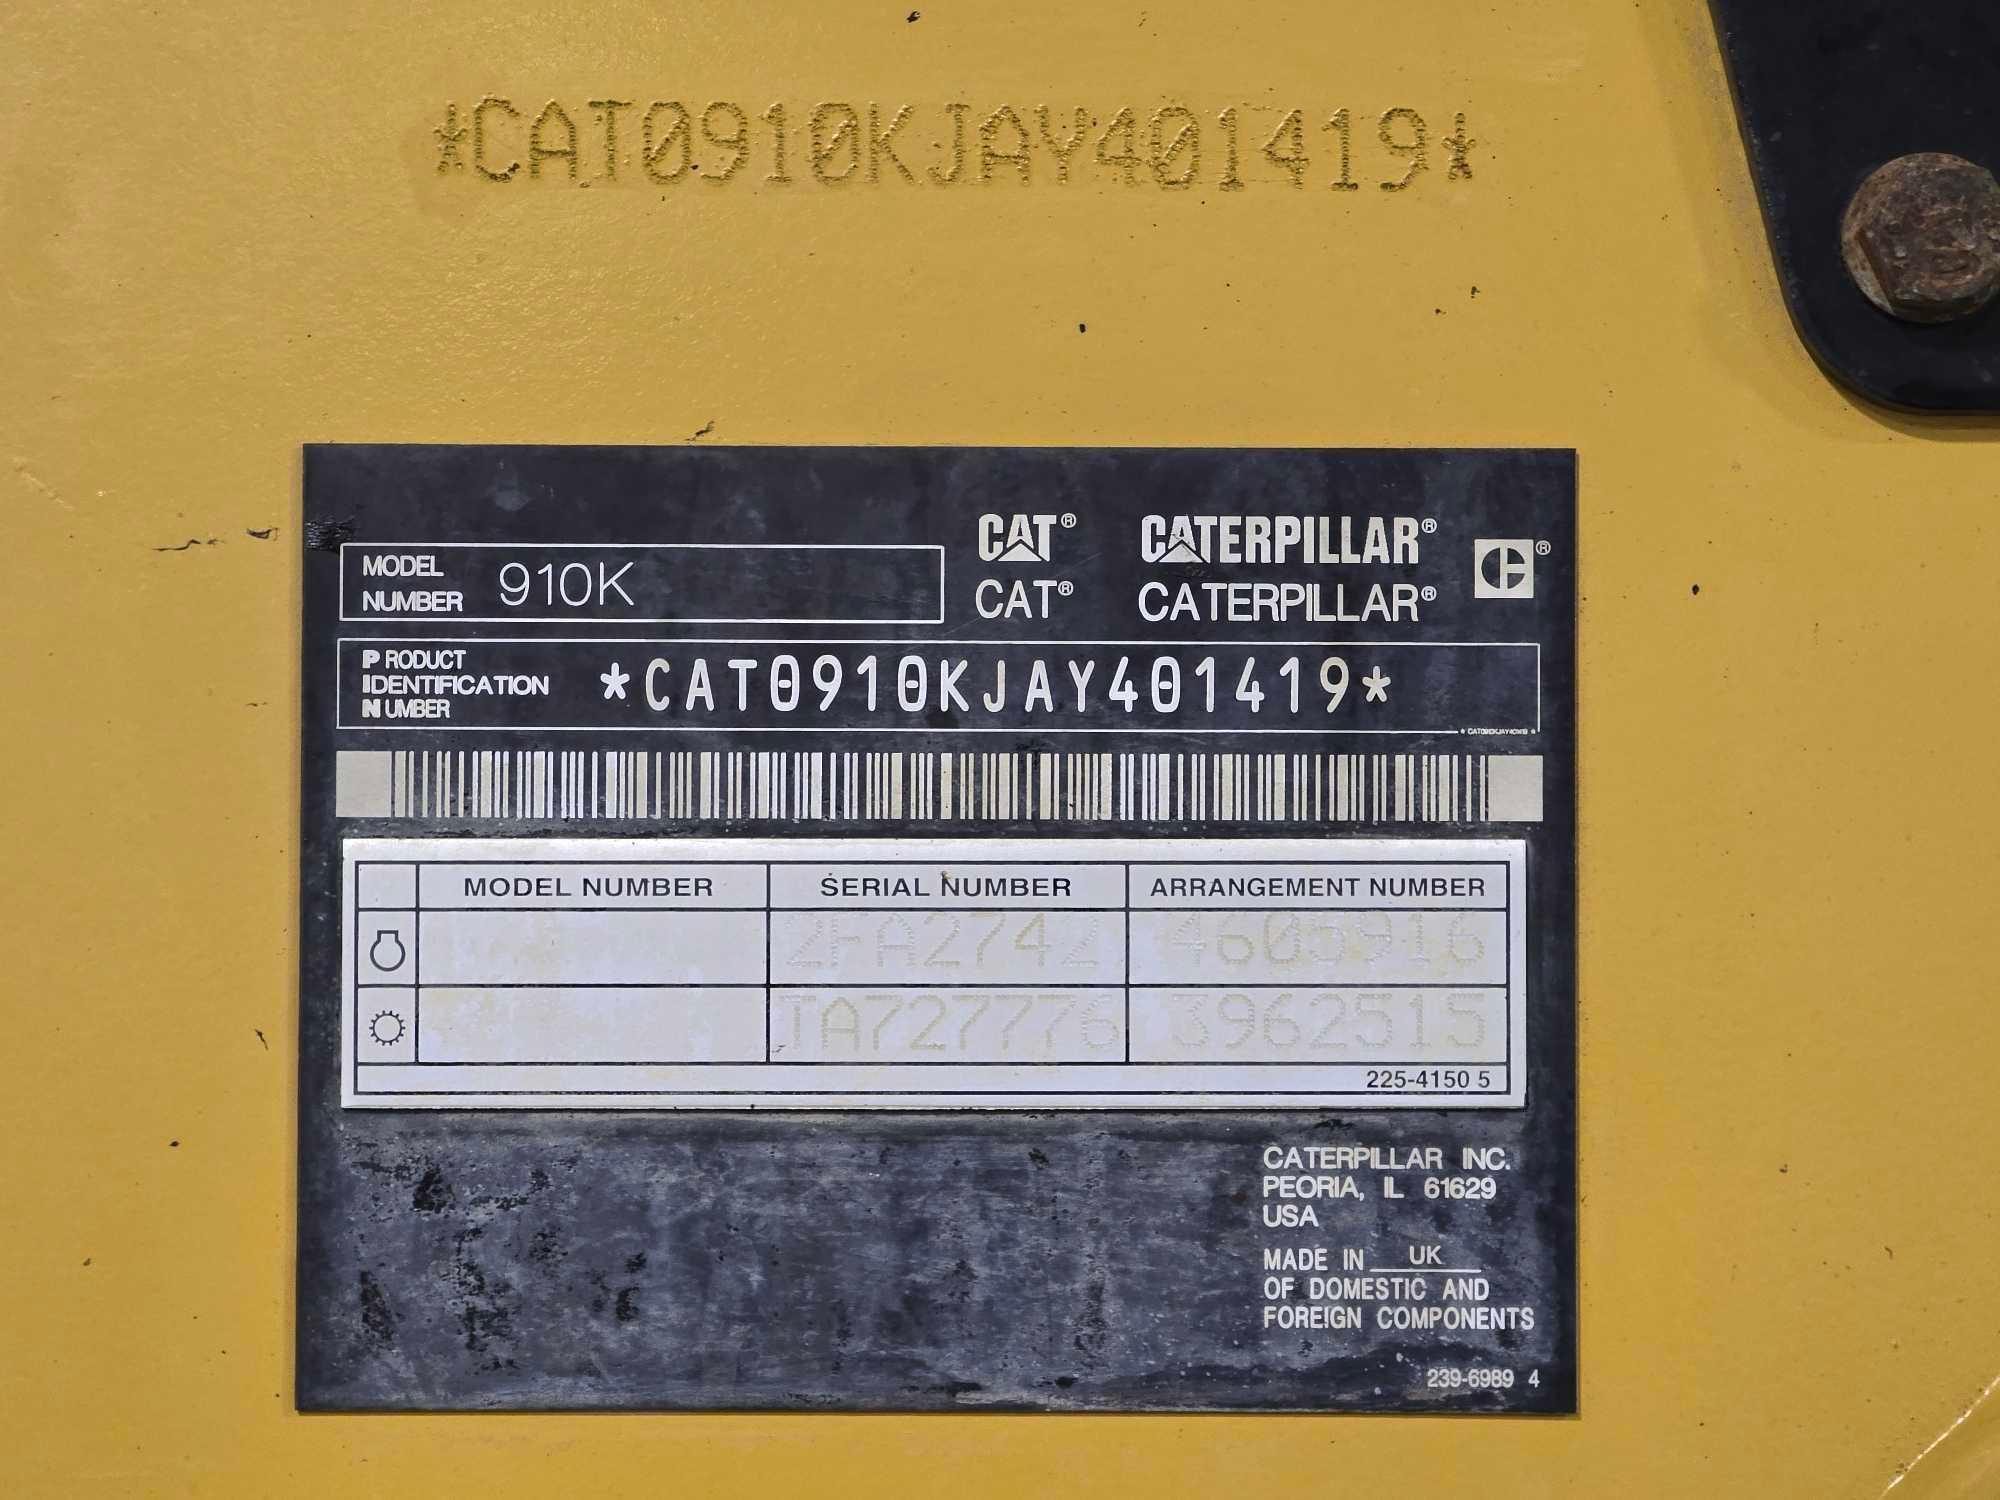 *CAT0910KJAY401419*
CAT® CATERPILLAR®
MODEL NUMBER 910K
CAT® CATERPILLAR®
PRODUCT IDENTIFICATION NUMBER *CAT0910KJAY401419*
MODEL NUMBER SERIAL NUMBER ARRANGEMENT NUMBER
2FA2742 4605916
TA727776 3962515
225-4150 5
CATERPILLAR INC.
PEORIA, IL 61629
USA
MADE IN UK
OF DOMESTIC AND
FOREIGN COMPONENTS
239-6989 4